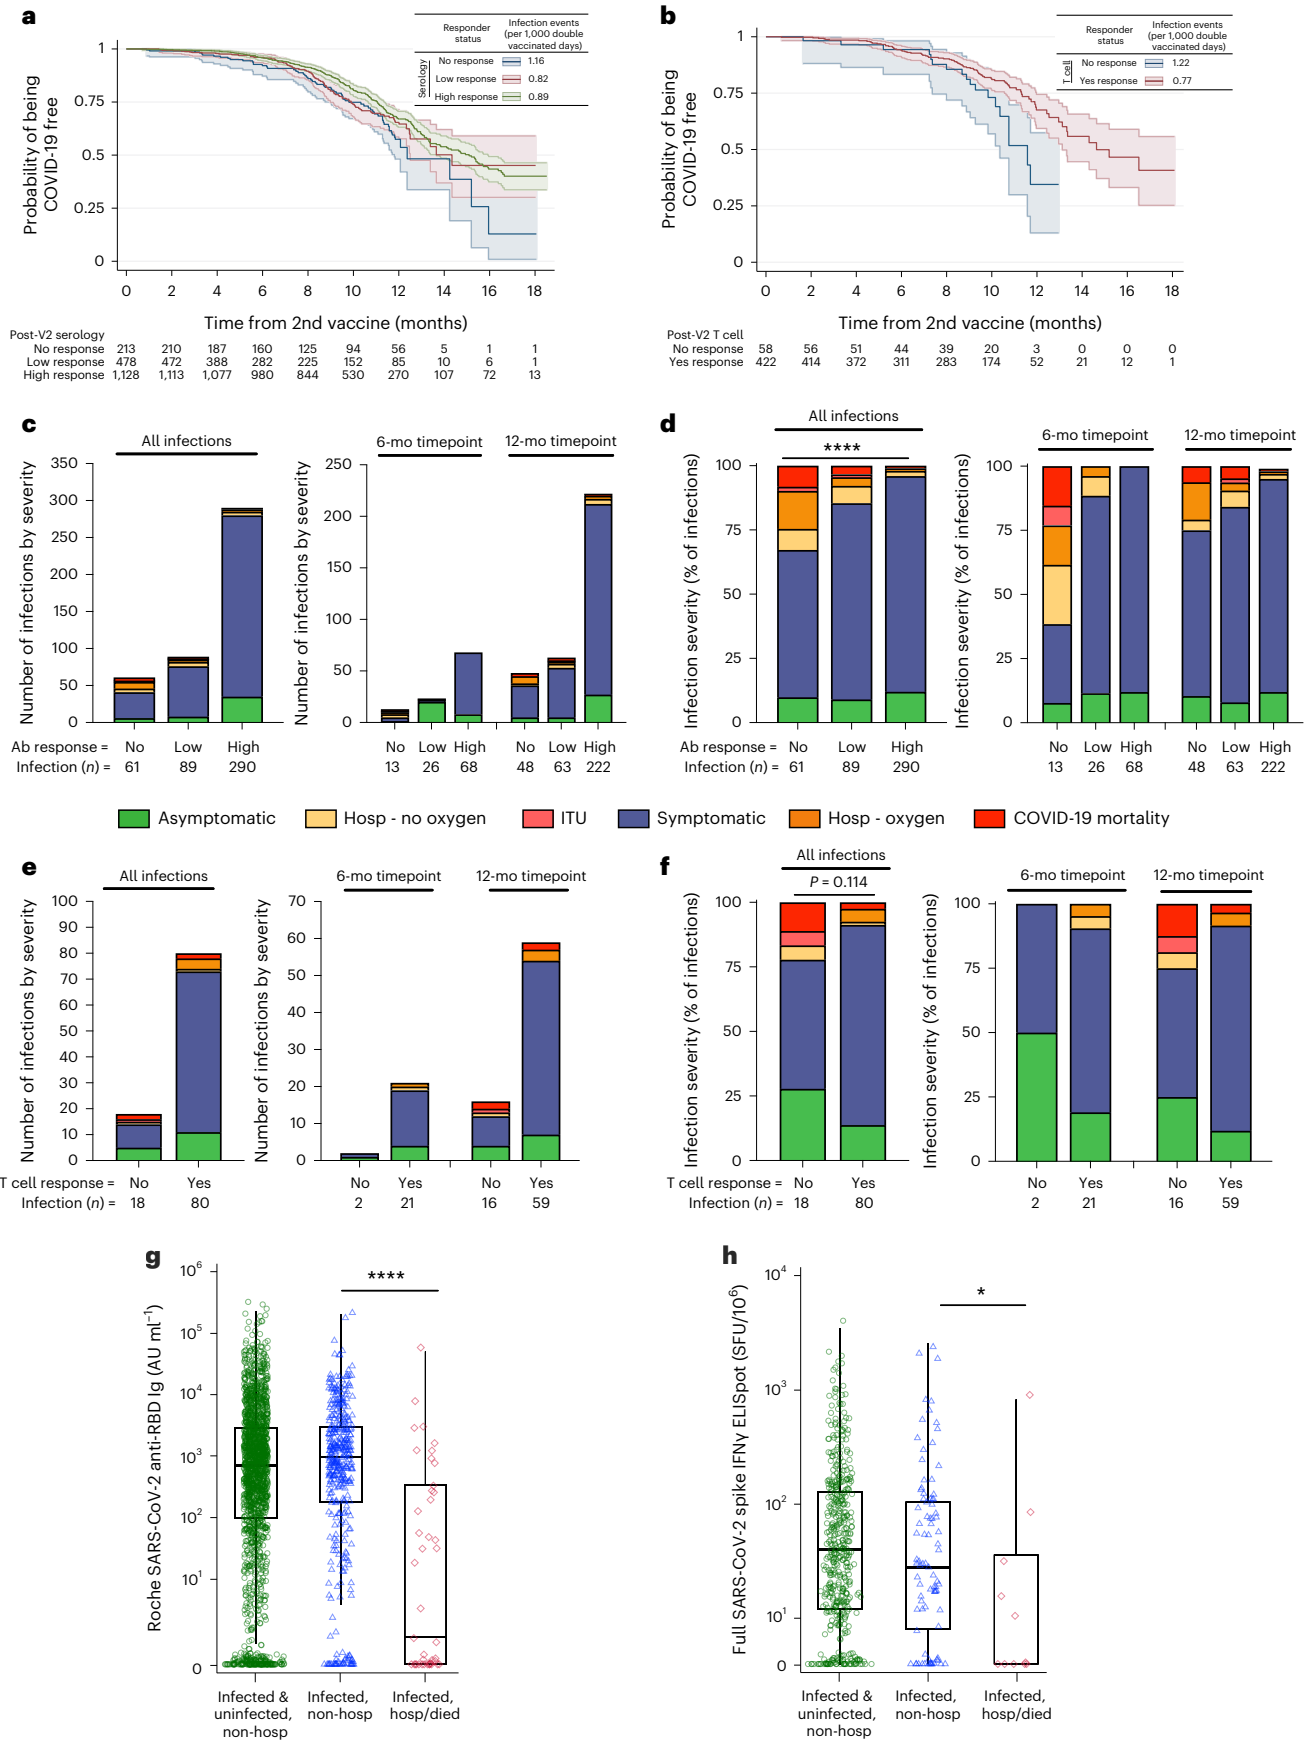 a
Responder status
Infection events (per 1,000 double vaccinated days)
Serology
No response 1.16
Low response 0.82
High response 0.89
Probability of being COVID-19 free
1
0.75
0.5
0.25
0
0 2 4 6 8 10 12 14 16 18
Time from 2nd vaccine (months)
Post-V2 serology
No response 213 210 187 160 125 94 56 5 1 1
Low response 478 472 388 282 225 152 85 10 6 1
High response 1,128 1,113 1,077 980 844 530 270 107 72 13
b
Responder status
Infection events (per 1,000 double vaccinated days)
T cell
No response 1.22
Yes response 0.77
Probability of being COVID-19 free
1
0.75
0.5
0.25
0
0 2 4 6 8 10 12 14 16 18
Time from 2nd vaccine (months)
Post-V2 T cell
No response 58 56 51 44 39 20 3 0 0 0
Yes response 422 414 372 311 283 174 52 21 12 1
c
All infections
Number of infections by severity
350
300
250
200
150
100
50
0
6-mo timepoint 12-mo timepoint
Number of infections by severity
250
200
150
100
50
0
Ab response = No Low High No Low High No Low High
Infection (n) = 61 89 290 13 26 68 48 63 222
d
All infections
****
Infection severity (% of infections)
100
75
50
25
0
6-mo timepoint 12-mo timepoint
Infection severity (% of infections)
100
75
50
25
0
Ab response = No Low High No Low High No Low High
Infection (n) = 61 89 290 13 26 68 48 63 222
Asymptomatic Hosp - no oxygen ITU Symptomatic Hosp - oxygen COVID-19 mortality
e
All infections
Number of infections by severity
100
90
80
70
60
50
40
30
20
10
0
6-mo timepoint 12-mo timepoint
Number of infections by severity
70
60
50
40
30
20
10
0
T cell response = No Yes No Yes No Yes
Infection (n) = 18 80 2 21 16 59
f
All infections
P = 0.114
Infection severity (% of infections)
100
75
50
25
0
6-mo timepoint 12-mo timepoint
Infection severity (% of infections)
100
75
50
25
0
T cell response = No Yes No Yes No Yes
Infection (n) = 18 80 2 21 16 59
g
****
Roche SARS-CoV-2 anti-RBD Ig (AU ml⁻¹)
10⁶
10⁵
10⁴
10³
10²
10¹
0
Infected & uninfected, non-hosp
Infected, non-hosp
Infected, hosp/died
h
*
Full SARS-CoV-2 spike IFNγ ELISpot (SFU/10⁶)
10⁴
10³
10²
10¹
0
Infected & uninfected, non-hosp
Infected, non-hosp
Infected, hosp/died